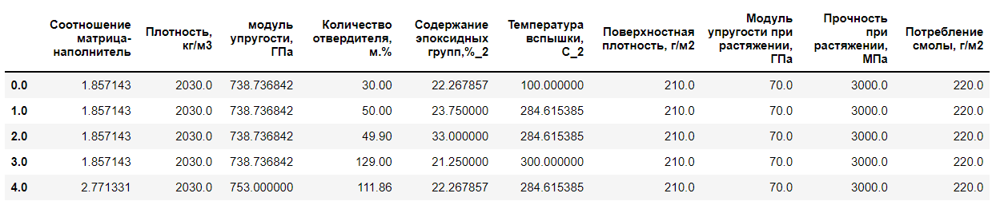 Соотношение матрица-наполнитель Плотность, кг/м3 модуль упругости, ГПа Количество отвердителя, м.% Содержание эпоксидных групп,%_2 Температура вспышки, С_2 Поверхностная плотность, г/м2 Модуль упругости при растяжении, ГПа Прочность при растяжении, МПа Потребление смолы, г/м2
0.0 1.857143 2030.0 738.736842 30.00 22.267857 100.000000 210.0 70.0 3000.0 220.0
1.0 1.857143 2030.0 738.736842 50.00 23.750000 284.615385 210.0 70.0 3000.0 220.0
2.0 1.857143 2030.0 738.736842 49.90 33.000000 284.615385 210.0 70.0 3000.0 220.0
3.0 1.857143 2030.0 738.736842 129.00 21.250000 300.000000 210.0 70.0 3000.0 220.0
4.0 2.771331 2030.0 753.000000 111.86 22.267857 284.615385 210.0 70.0 3000.0 220.0